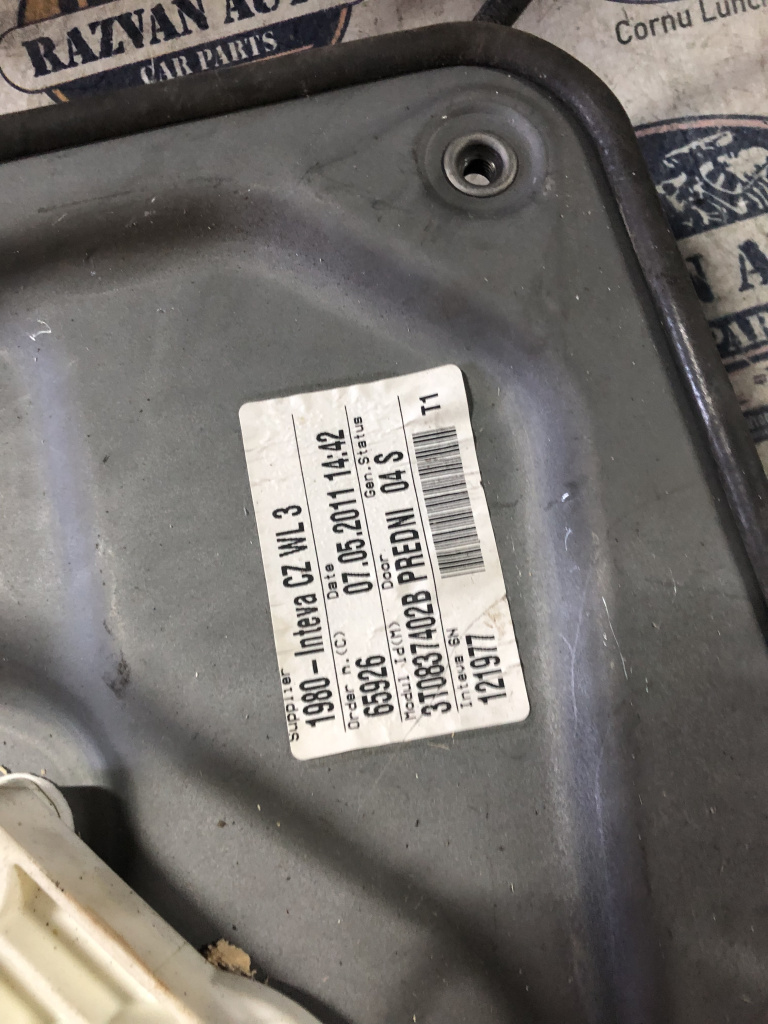 RAZVAN AUT
CAR PARTS
Cornu Lunc
Supplier
1980 - Inteva CZ WL 3
Order n.(C) Date
65926 07.05.2011 14:42
Modul Id(M) Door Gen.Status
3T0837402B PREDNI 04 S
Inteva SN
121977 T1